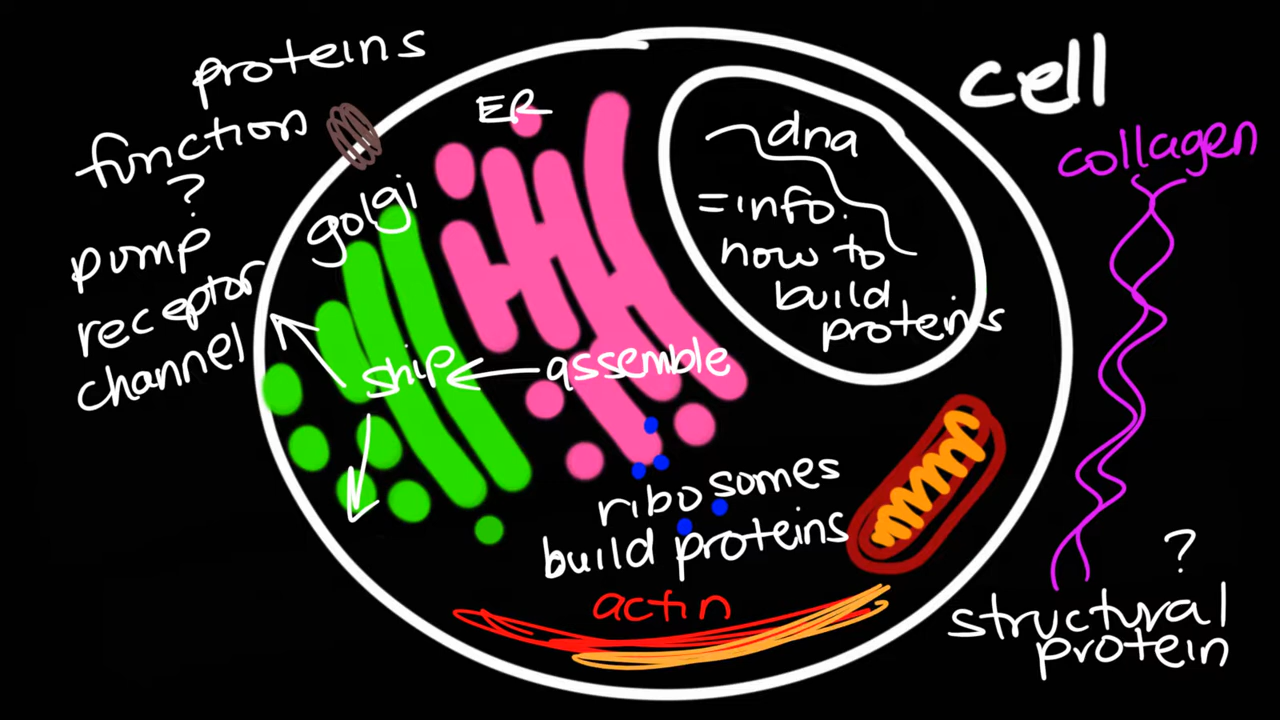 proteins
function
?
pump
receptor
channel
ER
golgi
ship ← assemble
cell
dna
= info.
how to
build
proteins
ribosomes
build proteins
actin
collagen
?
structural
protein